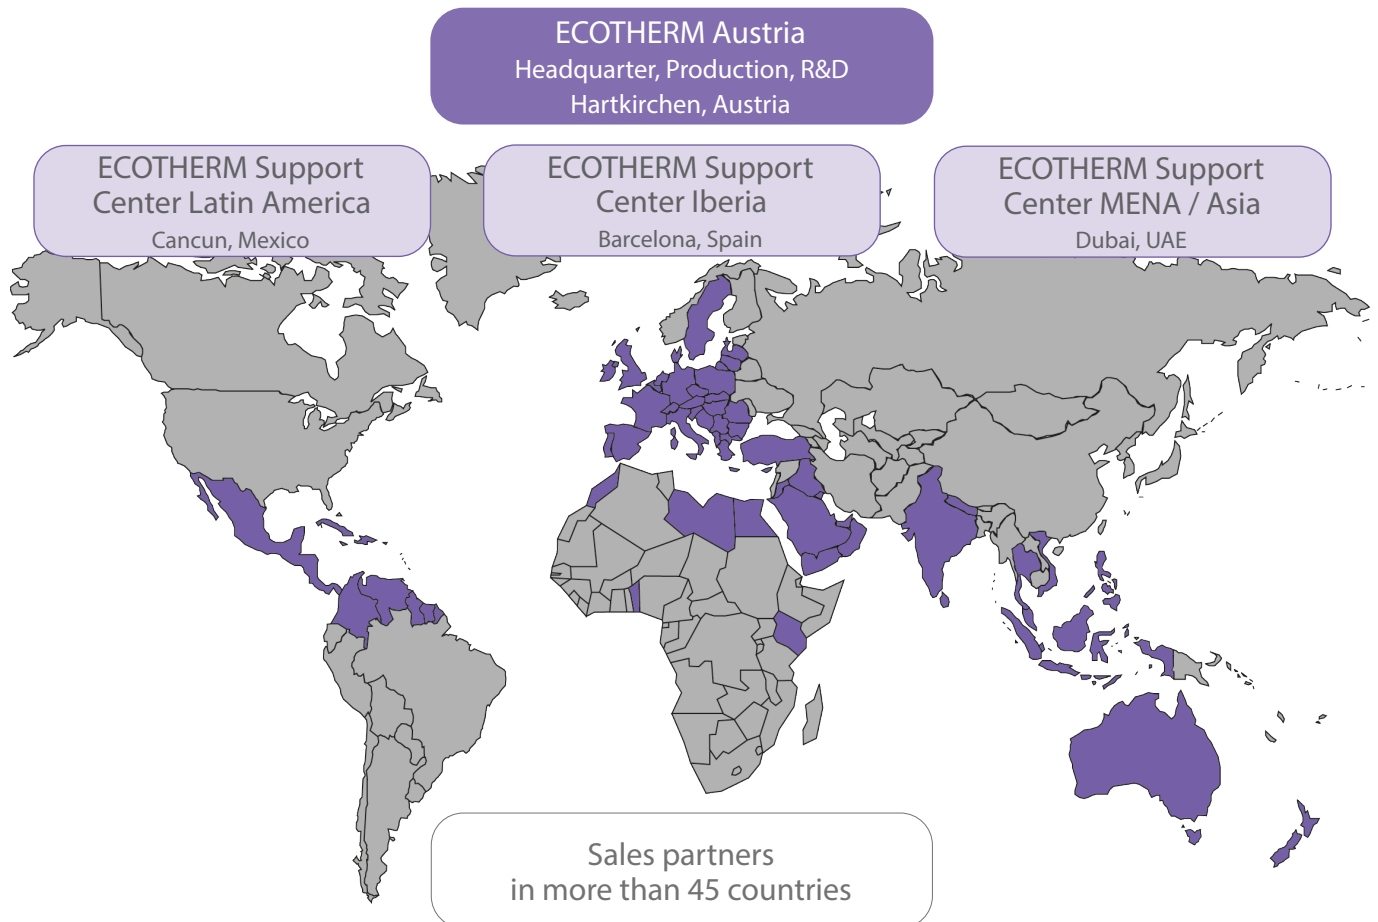 ECOTHERM Austria
Headquarter, Production, R&D
Hartkirchen, Austria
ECOTHERM Support
Center Latin America
Cancun, Mexico
ECOTHERM Support
Center Iberia
Barcelona, Spain
ECOTHERM Support
Center MENA / Asia
Dubai, UAE
Sales partners
in more than 45 countries